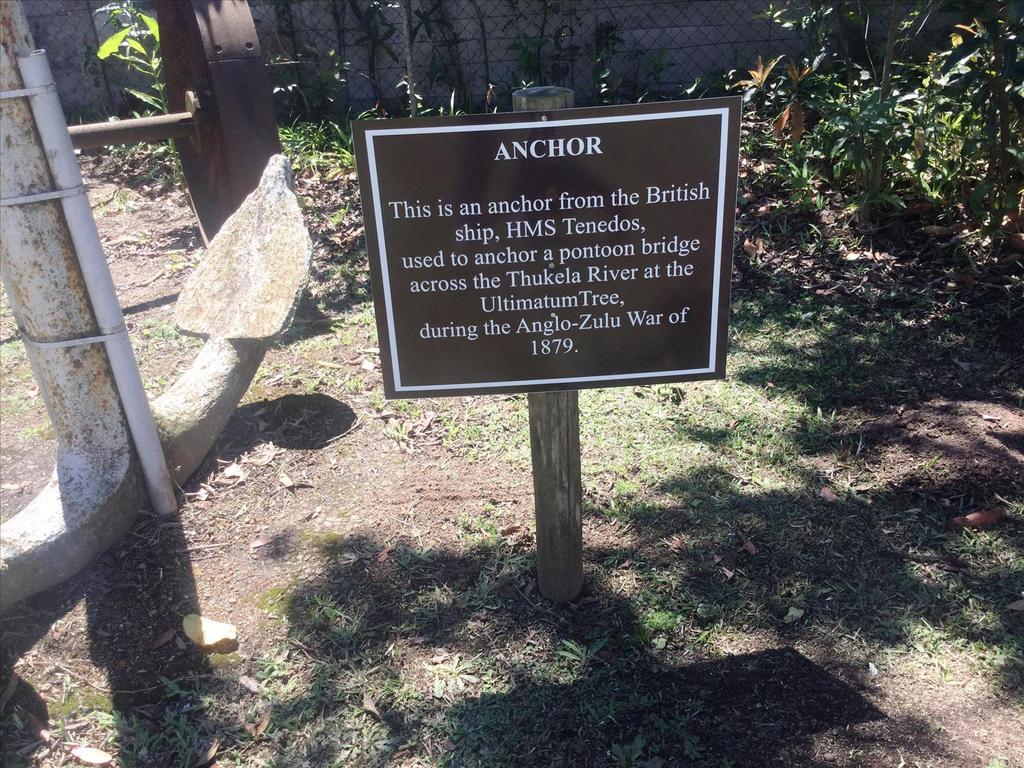 ANCHOR
This is an anchor from the British
ship, HMS Tenedos,
used to anchor a pontoon bridge
across the Thukela River at the
UltimatumTree,
during the Anglo-Zulu War of
1879.